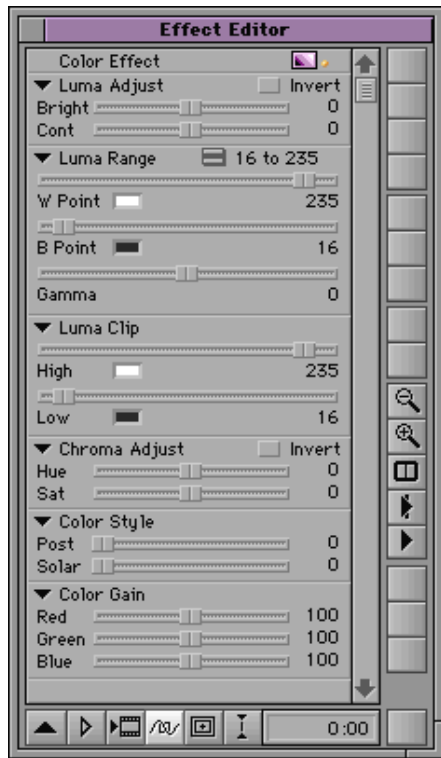 Effect Editor
Color Effect
Luma Adjust Invert
Bright 0
Cont 0
Luma Range 16 to 235
W Point 235
B Point 16
Gamma 0
Luma Clip
High 235
Low 16
Chroma Adjust Invert
Hue 0
Sat 0
Color Style
Post 0
Solar 0
Color Gain
Red 100
Green 100
Blue 100
0:00